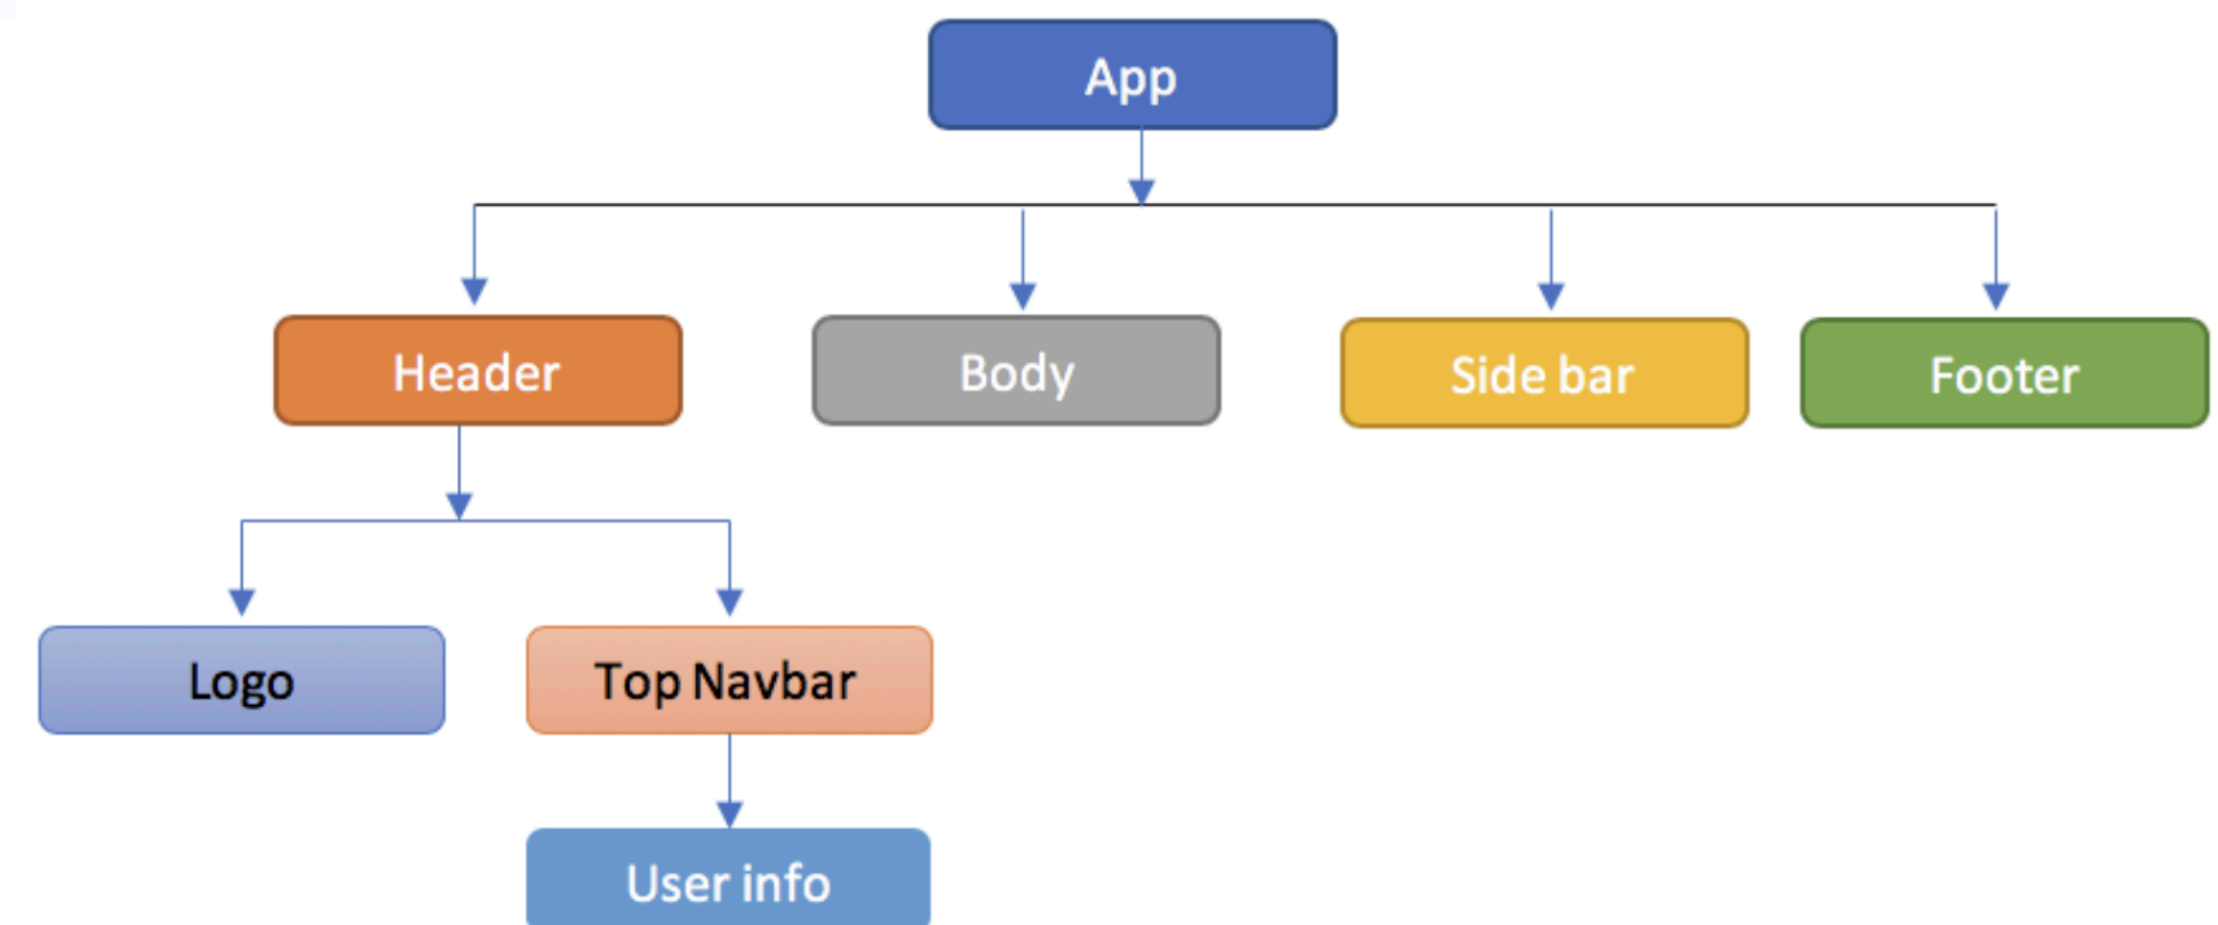 App
Header
Body
Side bar
Footer
Logo
Top Navbar
User info